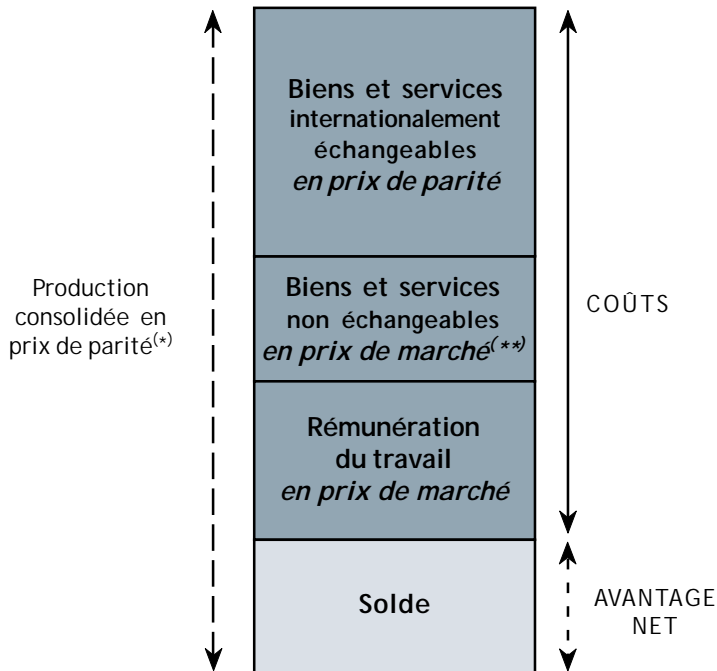 Biens et services
internationalement
échangeables
en prix de parité
Production
consolidée en
prix de parité(*)
Biens et services
non échangeables
en prix de marché(**)
COÛTS
Rémunération
du travail
en prix de marché
Solde
AVANTAGE
NET